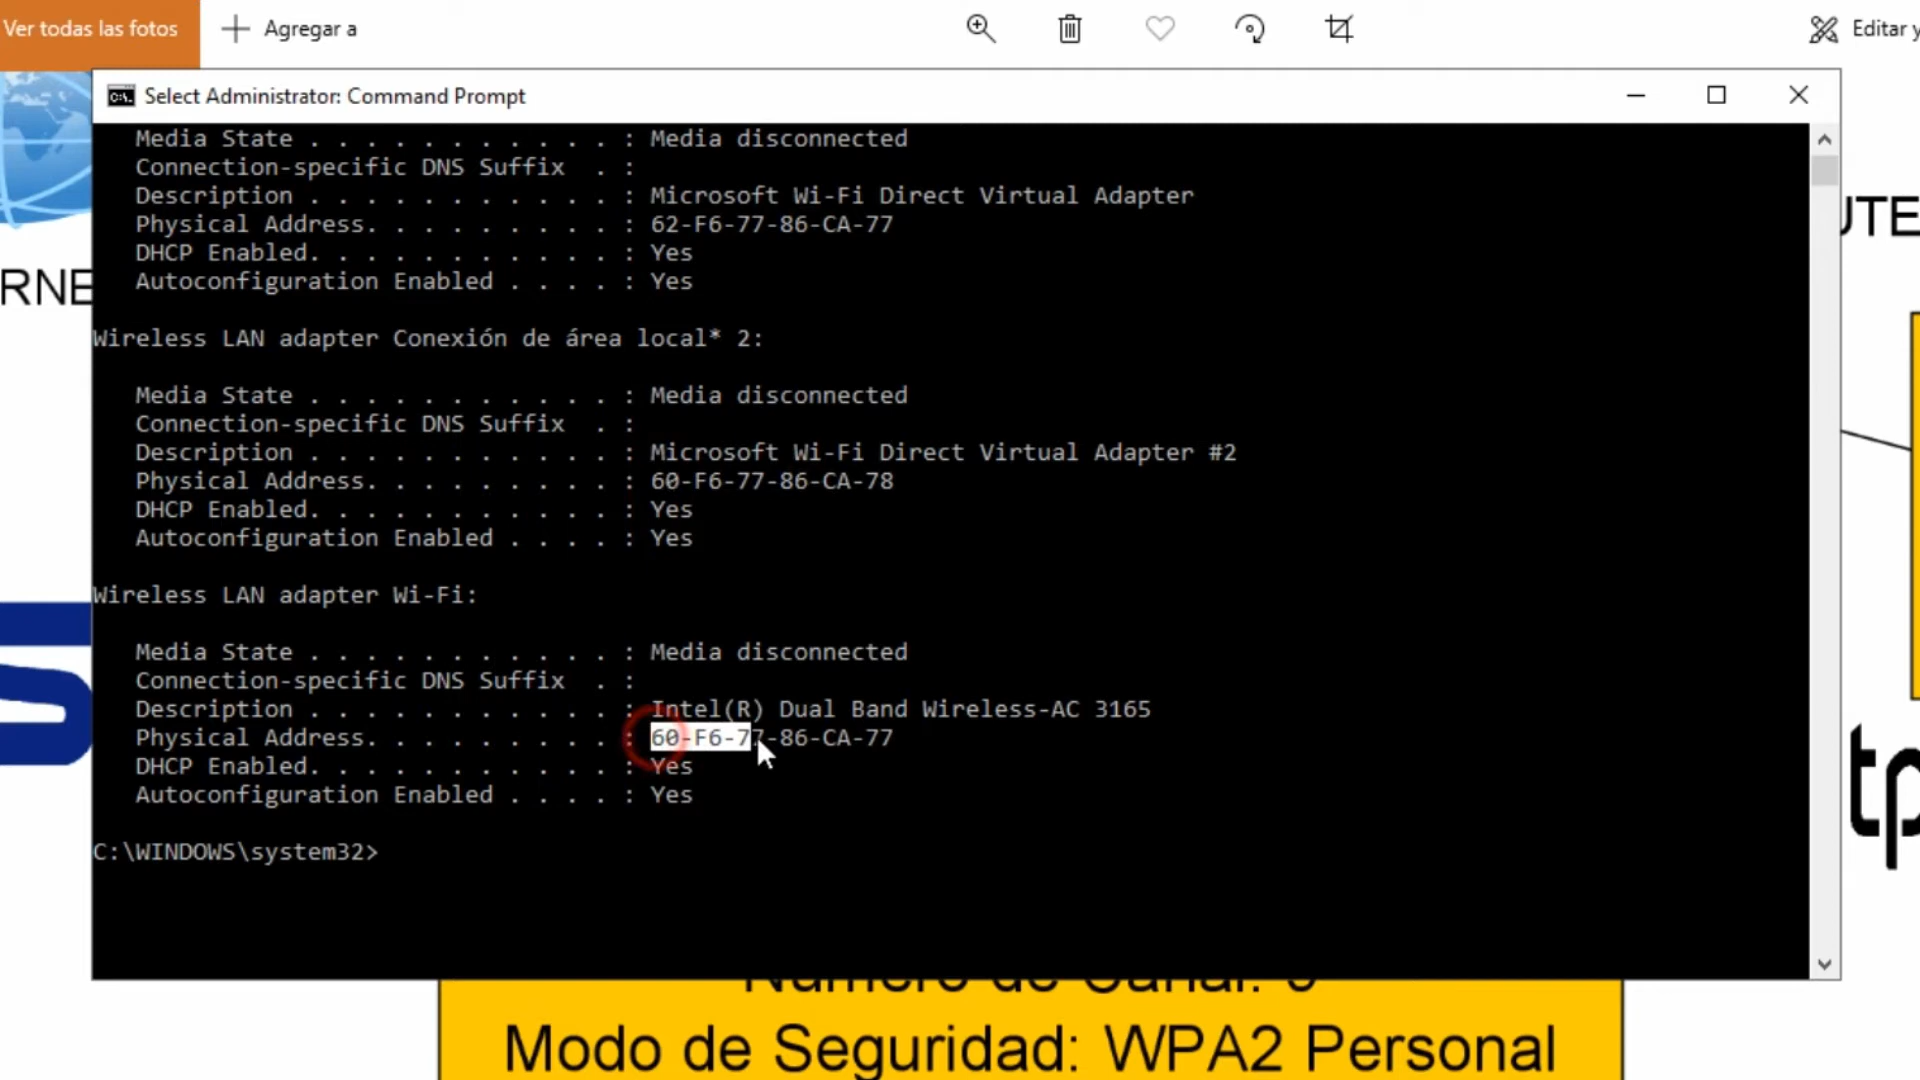 Ver todas las fotos
Agregar a
Editar y
Select Administrator: Command Prompt
Media State . . . . . . . . . . . : Media disconnected
Connection-specific DNS Suffix  . :
Description . . . . . . . . . . . : Microsoft Wi-Fi Direct Virtual Adapter
Physical Address. . . . . . . . . : 62-F6-77-86-CA-77
DHCP Enabled. . . . . . . . . . . : Yes
Autoconfiguration Enabled . . . . : Yes
Wireless LAN adapter Conexión de área local* 2:
Media State . . . . . . . . . . . : Media disconnected
Connection-specific DNS Suffix  . :
Description . . . . . . . . . . . : Microsoft Wi-Fi Direct Virtual Adapter #2
Physical Address. . . . . . . . . : 60-F6-77-86-CA-78
DHCP Enabled. . . . . . . . . . . : Yes
Autoconfiguration Enabled . . . . : Yes
Wireless LAN adapter Wi-Fi:
Media State . . . . . . . . . . . : Media disconnected
Connection-specific DNS Suffix  . :
Description . . . . . . . . . . . : Intel(R) Dual Band Wireless-AC 3165
Physical Address. . . . . . . . . : 60-F6-77-86-CA-77
DHCP Enabled. . . . . . . . . . . : Yes
Autoconfiguration Enabled . . . . : Yes
C:\WINDOWS\system32>
RNE
UTE
tp
Numero de Canal:
Modo de Seguridad: WPA2 Personal